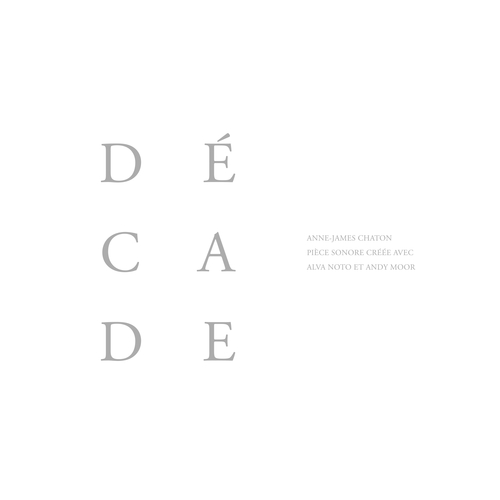 D É
C A
D E
ANNE-JAMES CHATON
PIÈCE SONORE CRÉÉE AVEC
ALVA NOTO ET ANDY MOOR